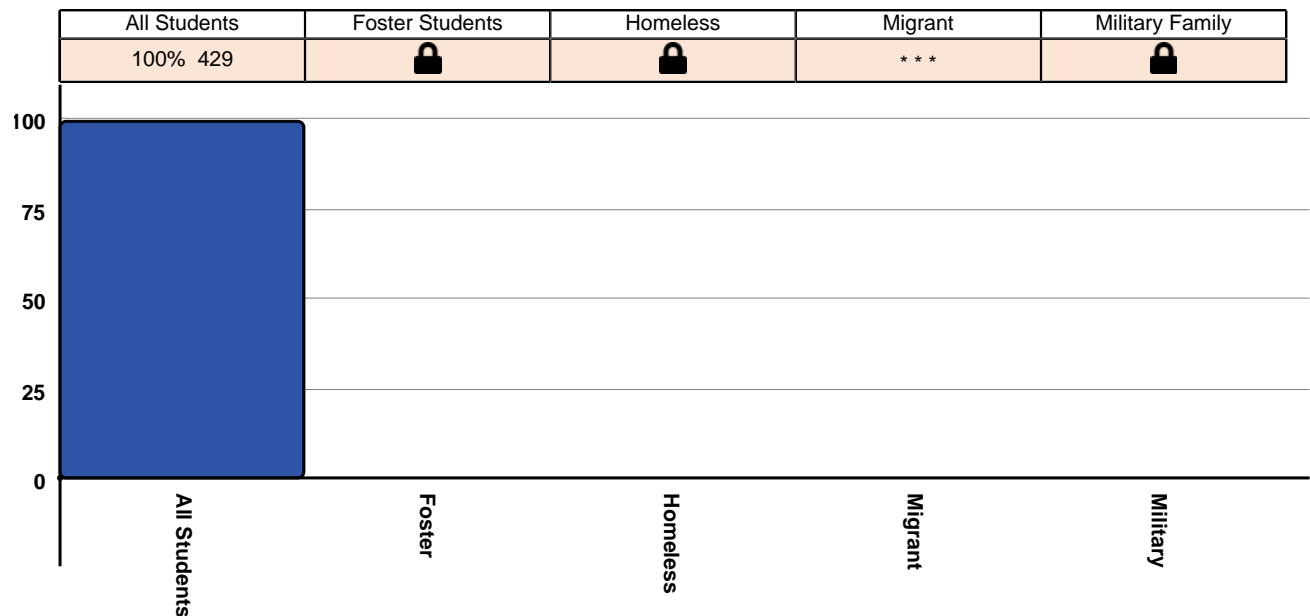 All Students Foster Students Homeless Migrant Military Family
100% 429 * * *
100
75
50
25
0
All Students Foster Homeless Migrant Military